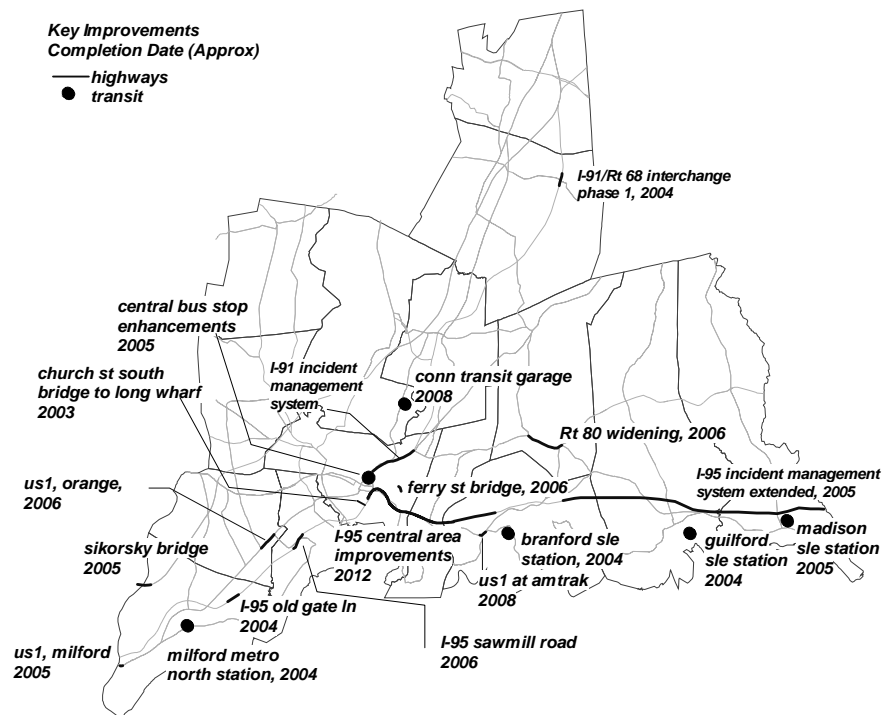 Key Improvements
Completion Date (Approx)
highways
transit
I-91/Rt 68 interchange
phase 1, 2004
central bus stop
enhancements
2005
church st south
bridge to long wharf
2003
I-91 incident
management
system
conn transit garage
2008
Rt 80 widening, 2006
us1, orange,
2006
ferry st bridge, 2006
I-95 incident management
system extended, 2005
sikorsky bridge
2005
I-95 central area
improvements
2012
branford sle
station, 2004
us1 at amtrak
2008
guilford
sle station
2004
madison
sle station
2005
I-95 old gate ln
2004
us1, milford
2005
milford metro
north station, 2004
I-95 sawmill road
2006